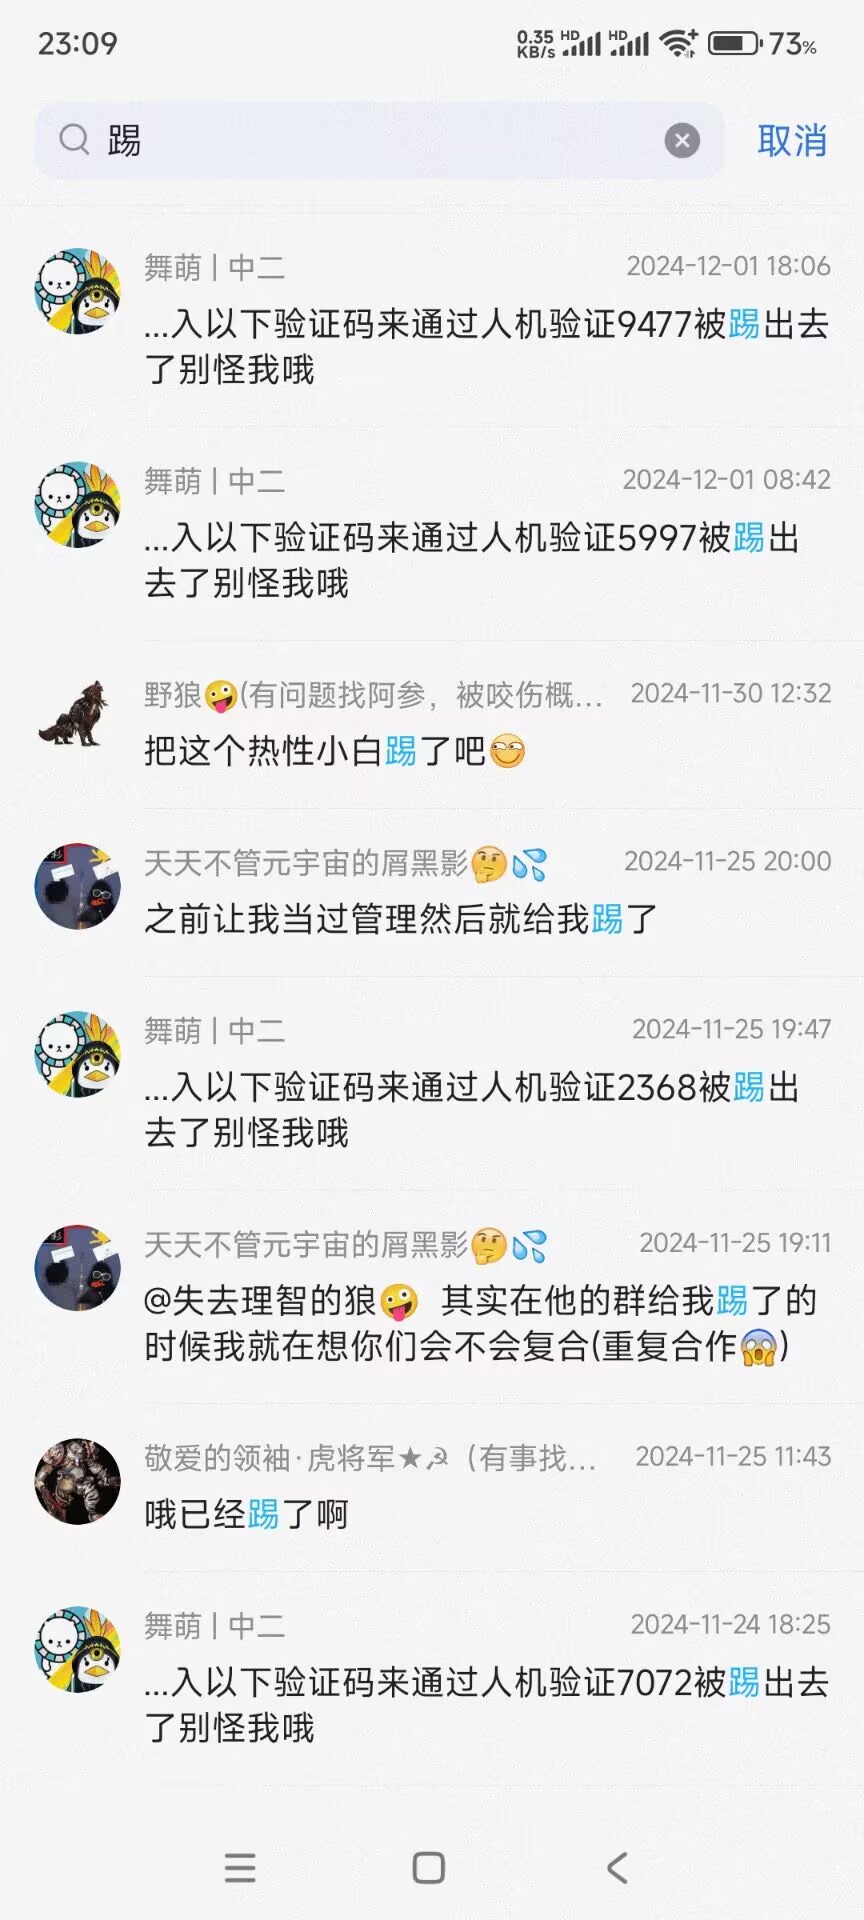 23:09
0.35 KB/s HD HD 73%
踢
取消
舞萌 | 中二
2024-12-01 18:06
...入以下验证码来通过人机验证9477被踢出去
了别怪我哦
舞萌 | 中二
2024-12-01 08:42
...入以下验证码来通过人机验证5997被踢出
去了别怪我哦
野狼🤪(有问题找阿参，被咬伤概...
2024-11-30 12:32
把这个热性小白踢了吧
天天不管元宇宙的屑黑影🤔💦
2024-11-25 20:00
之前让我当过管理然后就给我踢了
舞萌 | 中二
2024-11-25 19:47
...入以下验证码来通过人机验证2368被踢出
去了别怪我哦
天天不管元宇宙的屑黑影🤔💦
2024-11-25 19:11
@失去理智的狼🤪 其实在他的群给我踢了的
时候我就在想你们会不会复合(重复合作😱)
敬爱的领袖·虎将军★☭（有事找...
2024-11-25 11:43
哦已经踢了啊
舞萌 | 中二
2024-11-24 18:25
...入以下验证码来通过人机验证7072被踢出去
了别怪我哦